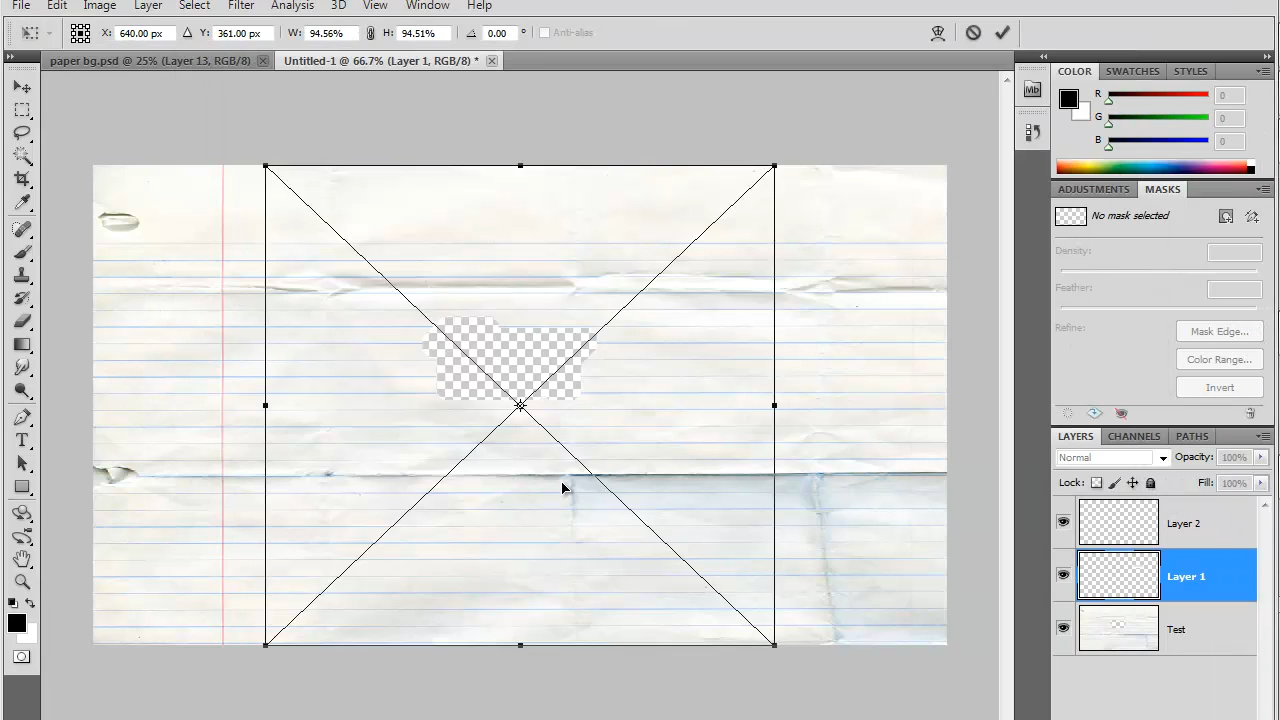 File Edit Image Layer Select Filter Analysis 3D View Window Help
X: 640.00 px Y: 361.00 px W: 94.56% H: 94.51% 0.00 ° Anti-alias
paper bg.psd @ 25% (Layer 13, RGB/8) Untitled-1 @ 66.7% (Layer 1, RGB/8) *
COLOR SWATCHES STYLES
Mb
R 0
G 0
B 0
ADJUSTMENTS MASKS
No mask selected
Density:
Feather:
Refine: Mask Edge...
Color Range...
Invert
LAYERS CHANNELS PATHS
Normal Opacity: 100%
Lock: Fill: 100%
Layer 2
Layer 1
Test